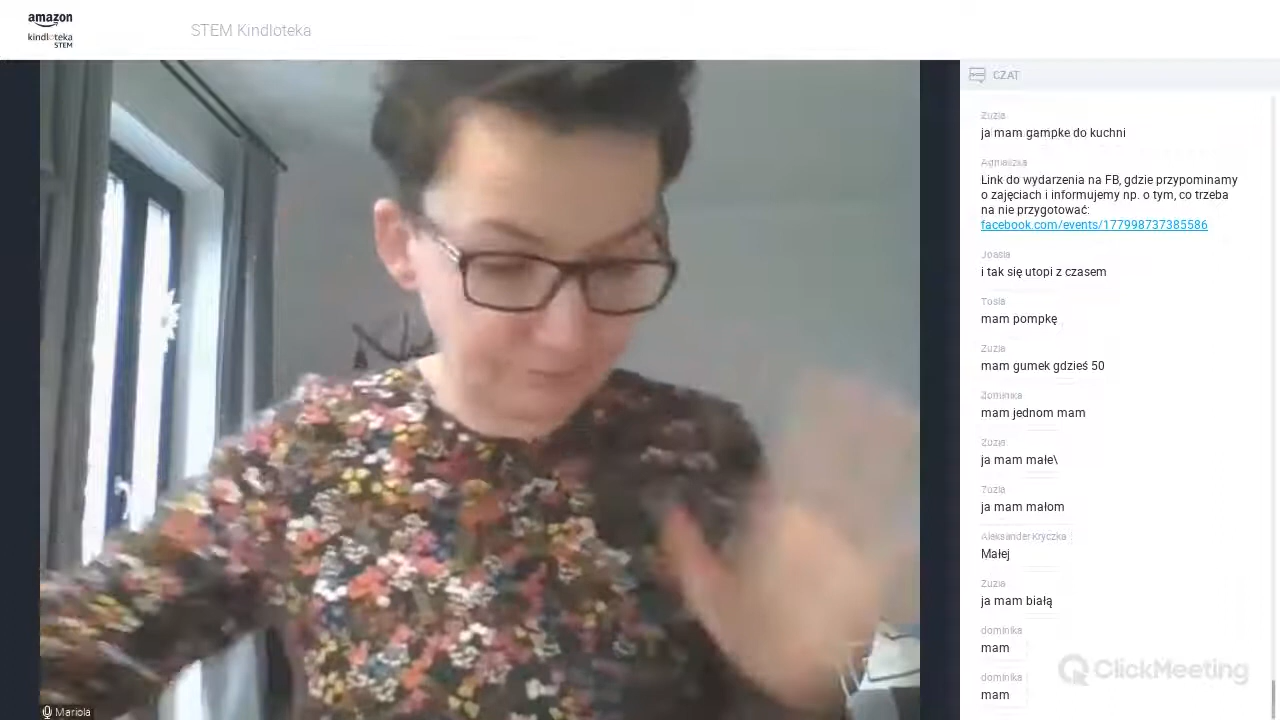 amazon
kindloteka
STEM
STEM Kindloteka
CZAT
Zuzia
ja mam gampke do kuchni
Agnieszka
Link do wydarzenia na FB, gdzie przypominamy
o zajęciach i informujemy np. o tym, co trzeba
na nie przygotować:
facebook.com/events/177998737385586
Joasia
i tak się utopi z czasem
Tosia
mam pompkę
Zuzia
mam gumek gdzieś 50
Dominika
mam jednom mam
Zuzia
ja mam małe\
Zuzia
ja mam małom
Aleksander Kryczka
Małej
Zuzia
ja mam białą
dominika
mam
dominika
mam
ClickMeeting
Mariola